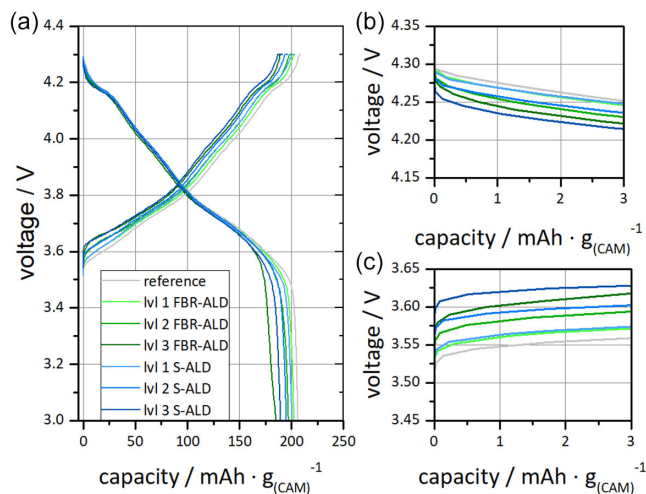 (a)
4.4
4.2
4.0
3.8
3.6
3.4
3.2
3.0
voltage / V
reference
lvl 1 FBR-ALD
lvl 2 FBR-ALD
lvl 3 FBR-ALD
lvl 1 S-ALD
lvl 2 S-ALD
lvl 3 S-ALD
0 50 100 150 200 250
capacity / mAh · g(CAM)⁻¹
(b)
4.35
4.30
4.25
4.20
4.15
voltage / V
0 1 2 3
capacity / mAh · g(CAM)⁻¹
(c)
3.65
3.60
3.55
3.50
3.45
voltage / V
0 1 2 3
capacity / mAh · g(CAM)⁻¹